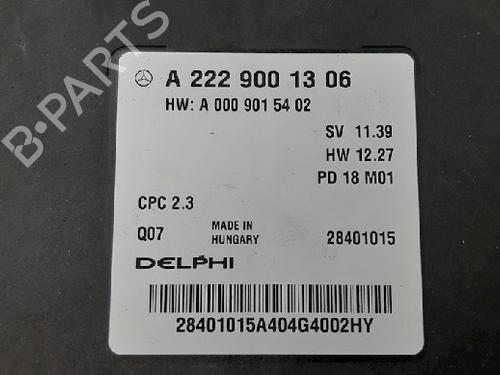 A 222 900 13 06
HW: A 000 901 54 02
SV 11.39
HW 12.27
PD 18 M01
CPC 2.3
Q07
MADE IN
HUNGARY
28401015
DELPHI
28401015A404G4002HY
B-PARTS